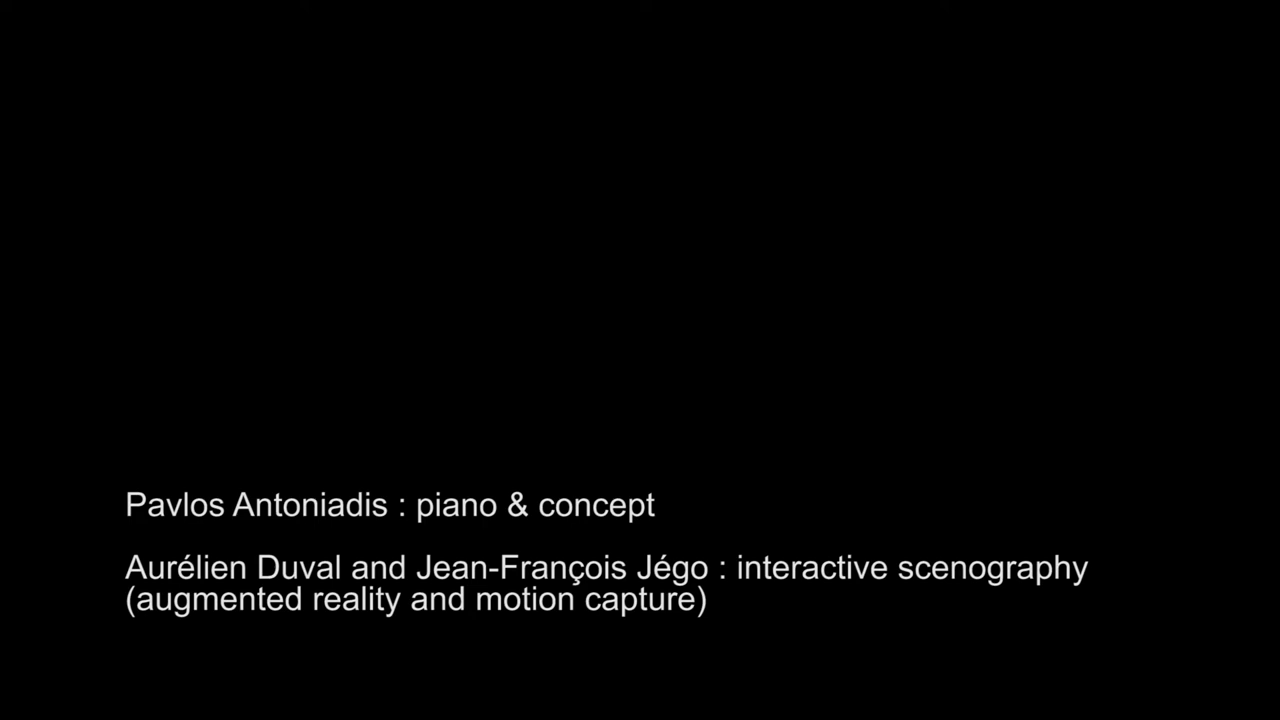 Pavlos Antoniadis : piano & concept
Aurélien Duval and Jean-François Jégo : interactive scenography
(augmented reality and motion capture)